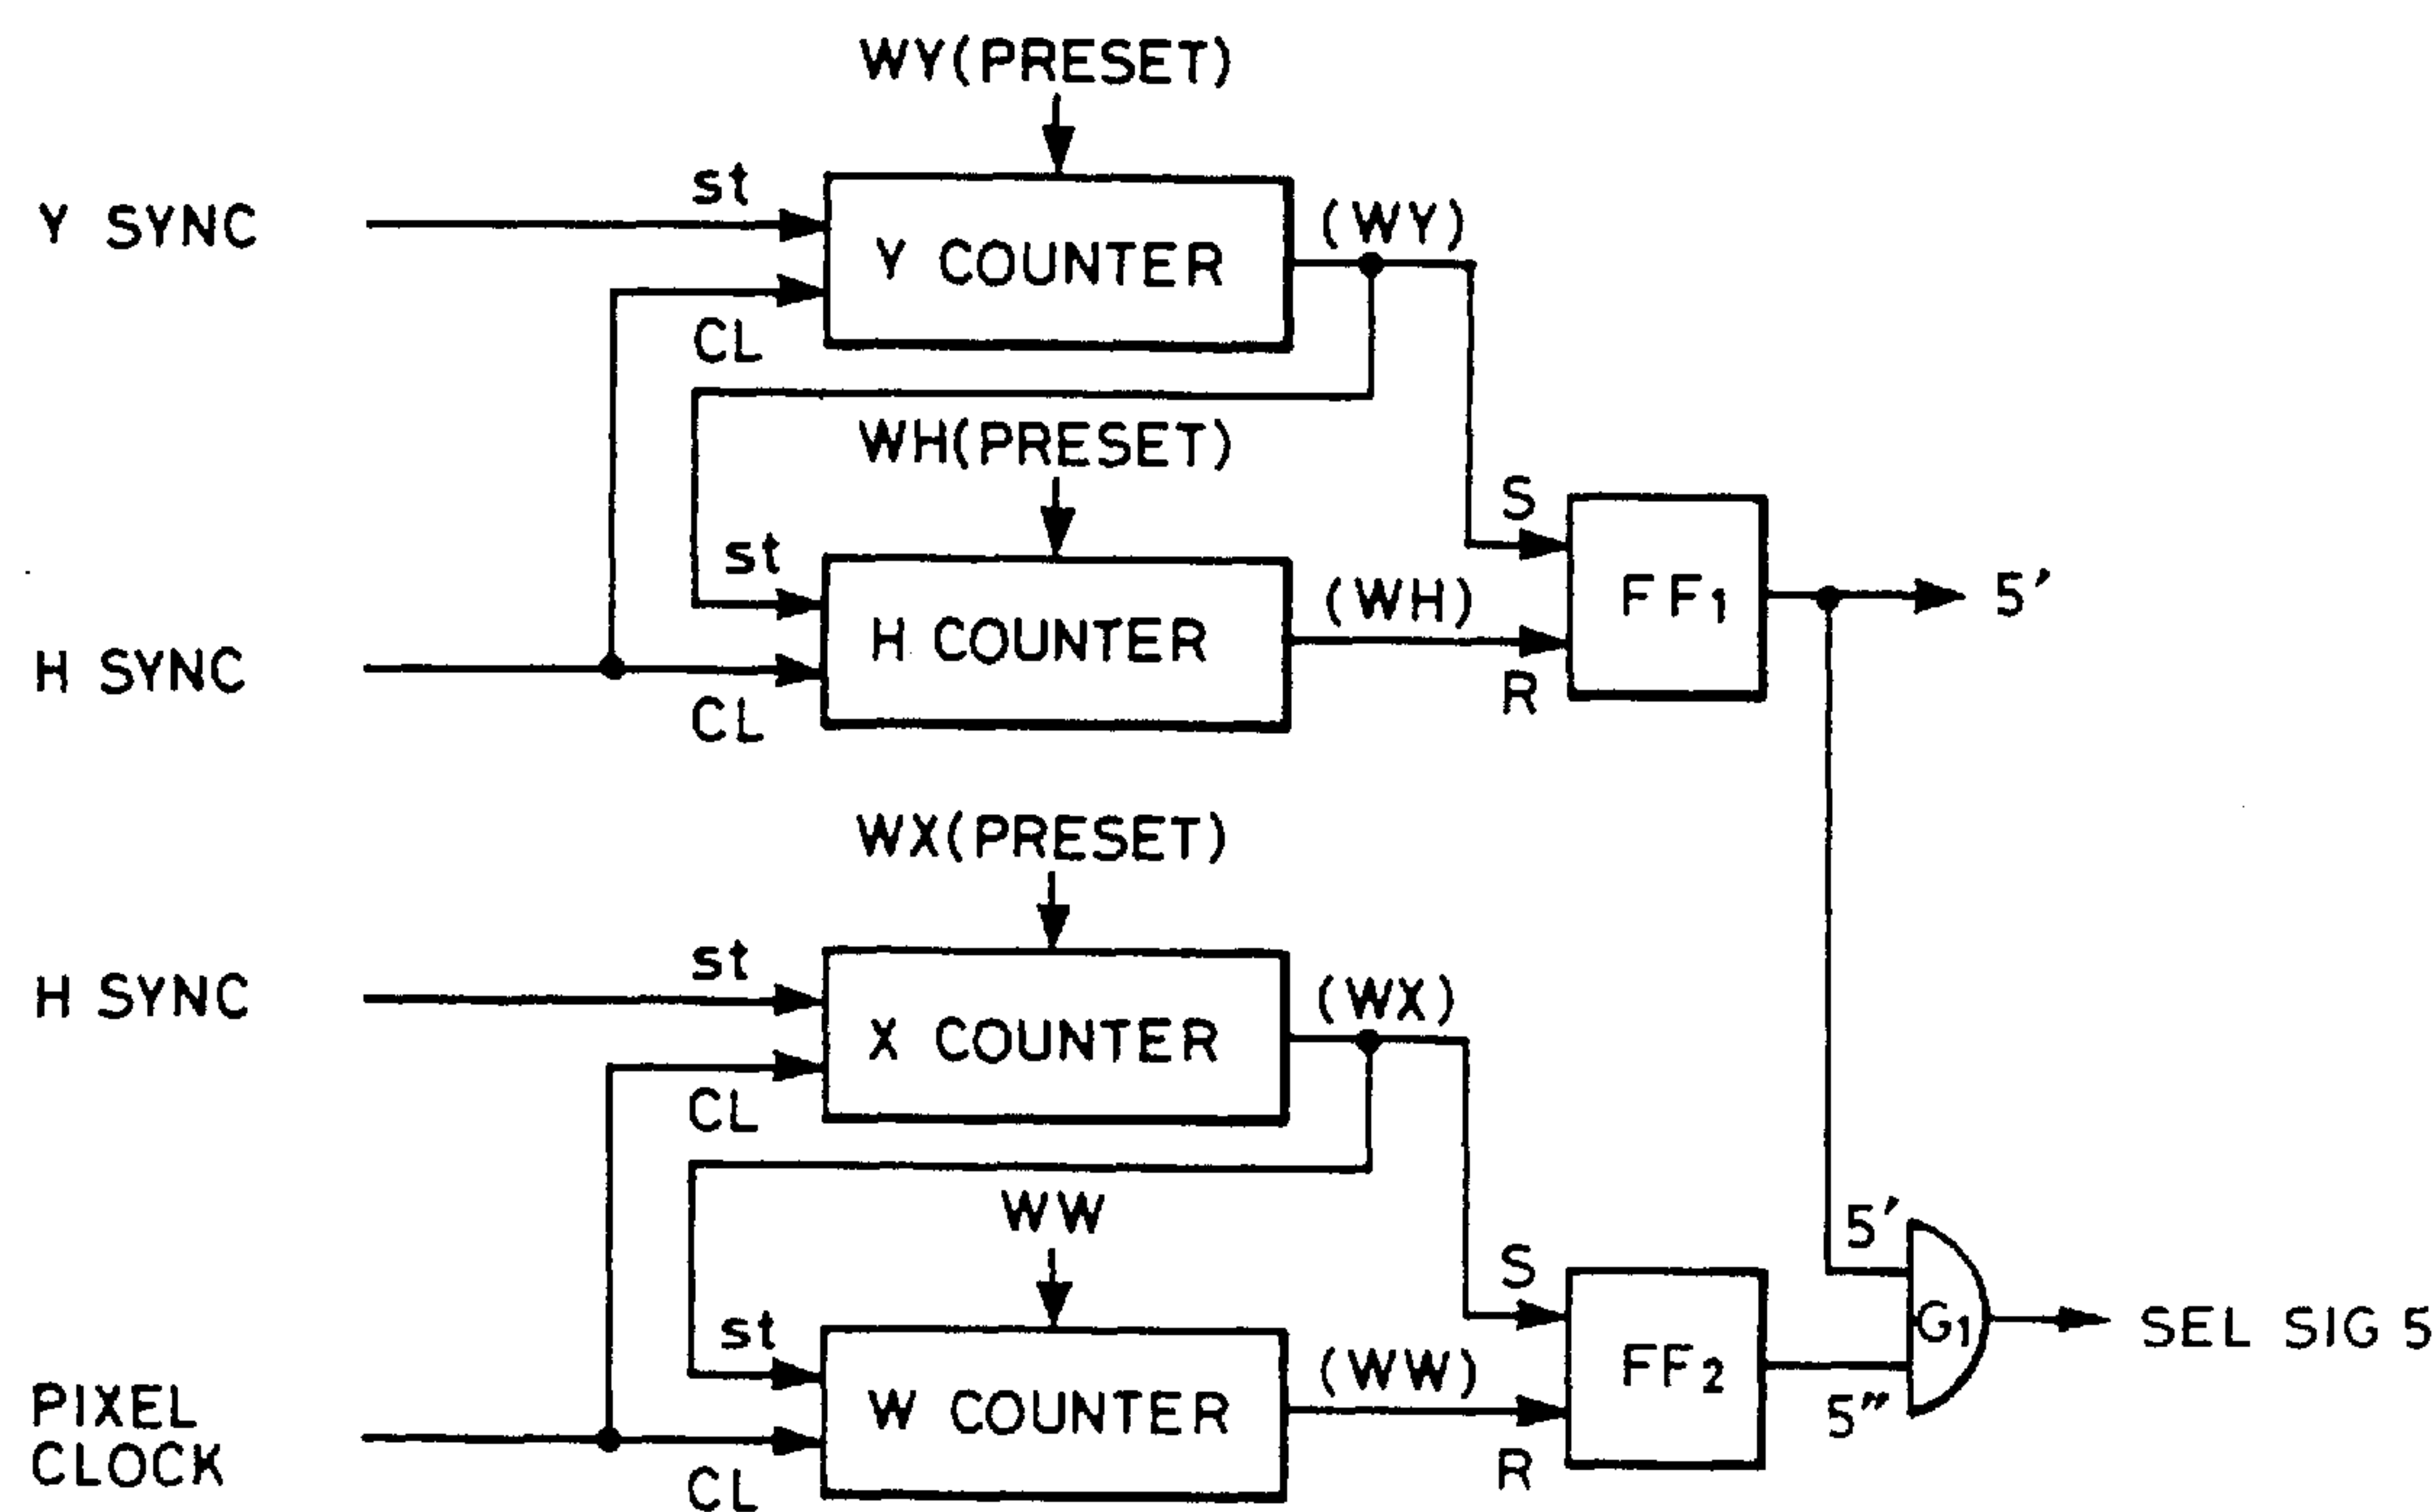 WY(PRESET)
st
Y SYNC
Y COUNTER
(WY)
CL
WH(PRESET)
S
st
FF1
5′
(WH)
H COUNTER
H SYNC
R
CL
WX(PRESET)
st
H SYNC
(WX)
X COUNTER
CL
WW
5′
S
st
G1
SEL SIG 5
FF2
(WW)
W COUNTER
5″
PIXEL
CLOCK
R
CL